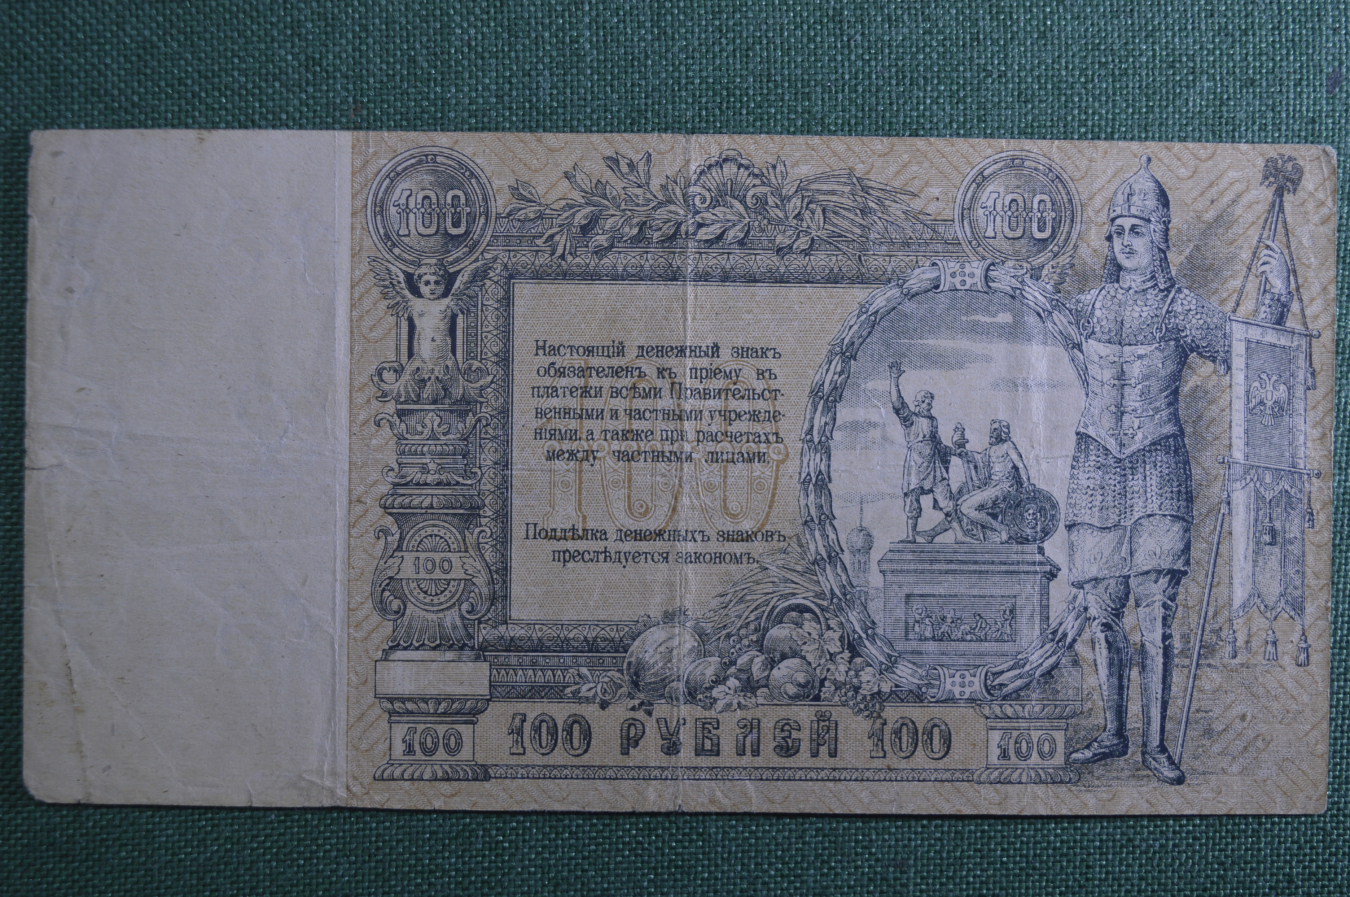 100 100
Настоящій денежный знакъ
обязателенъ къ пріему въ
платежи всѣми Правительст-
венными и частными учрежде-
ніями, а также при расчетахъ
между частными лицами.
100
Поддѣлка денежныхъ знаковъ
преслѣдуется закономъ.
100
100 РУБЛЕЙ 100
100 100